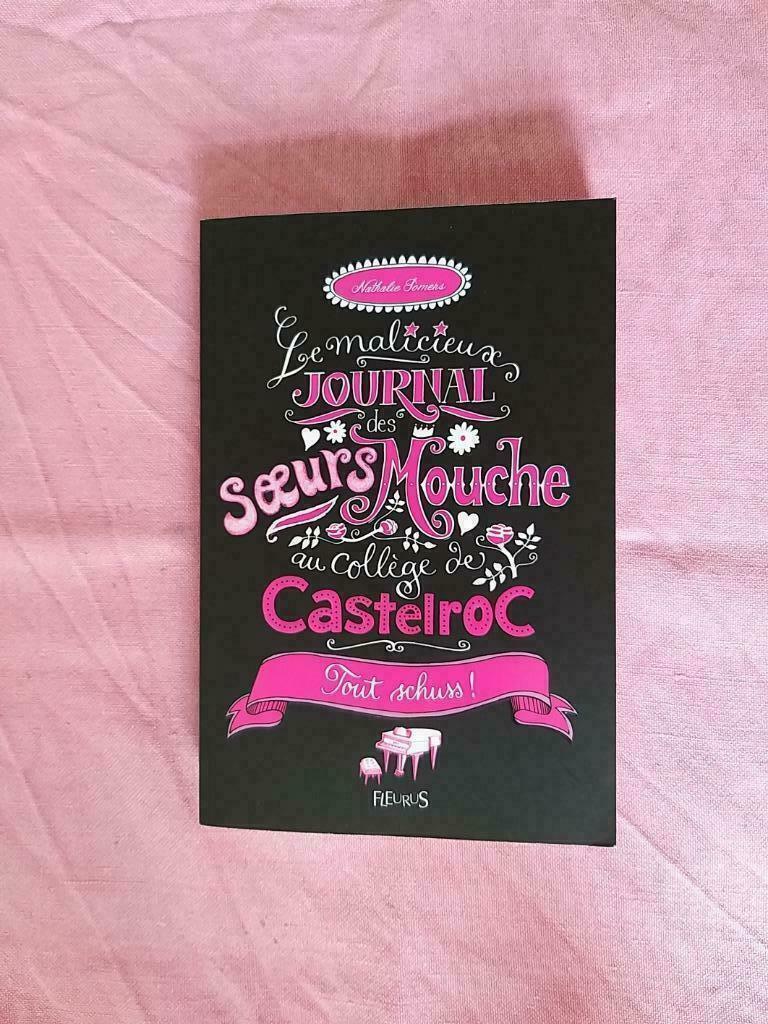 Nathalie Somers
Le malicieux
JOURNAL
des
sœurs Mouche
au collège de
Castelroc
Tout schuss !
FLEURUS